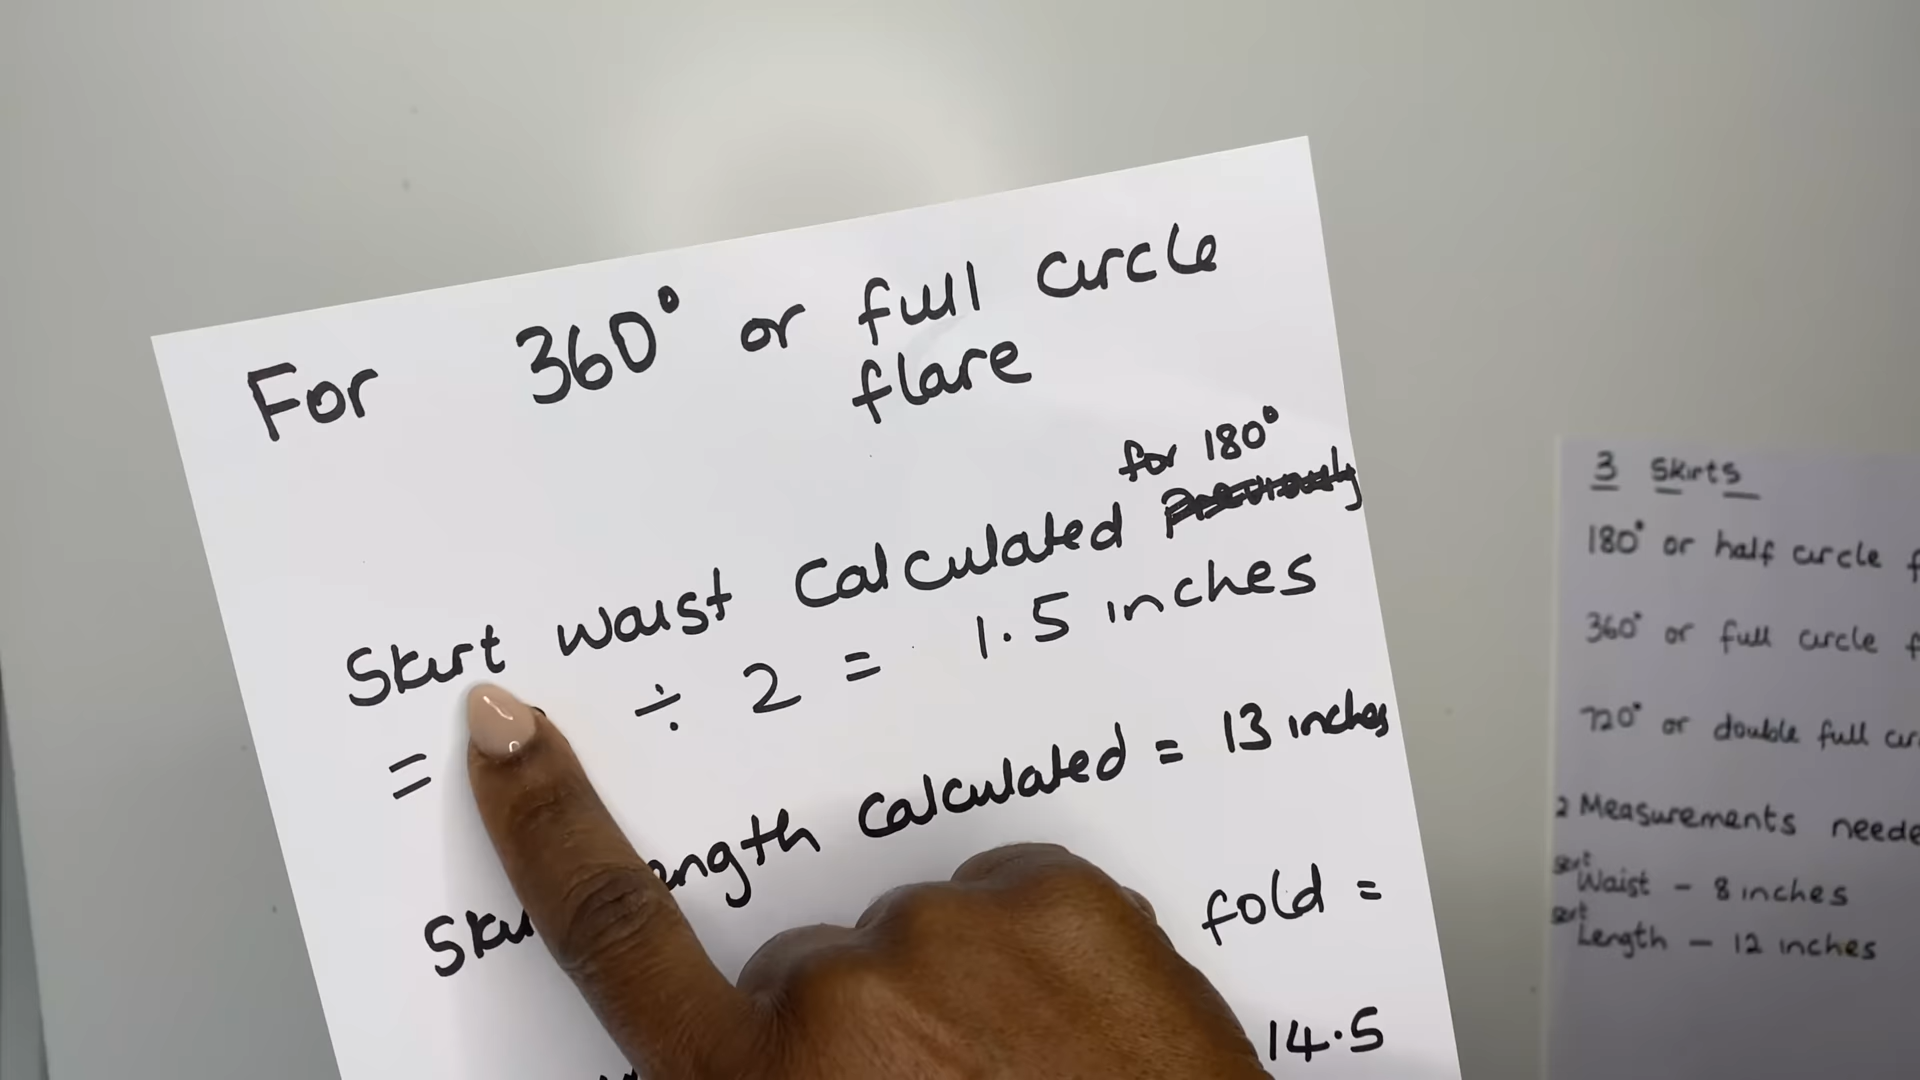 For 360° or full circle
flare
for 180°
Skirt waist Calculated Previously
= ÷ 2 = 1.5 inches
length Calculated = 13 inches
fold =
14.5
3 Skirts
180° or half circle
360° or full circle
720° or double full
2 Measurements
Waist - 8 inches
Length - 12 inches